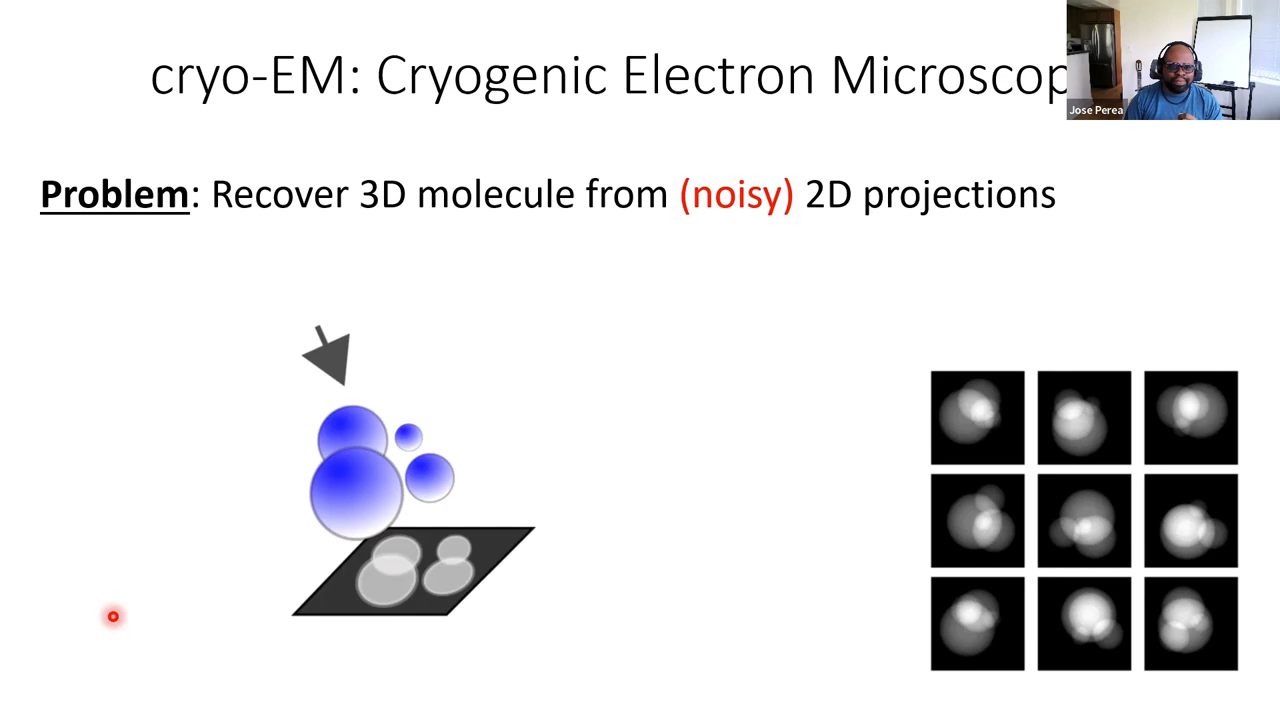 cryo-EM: Cryogenic Electron Microscop
Jose Perea
Problem: Recover 3D molecule from (noisy) 2D projections